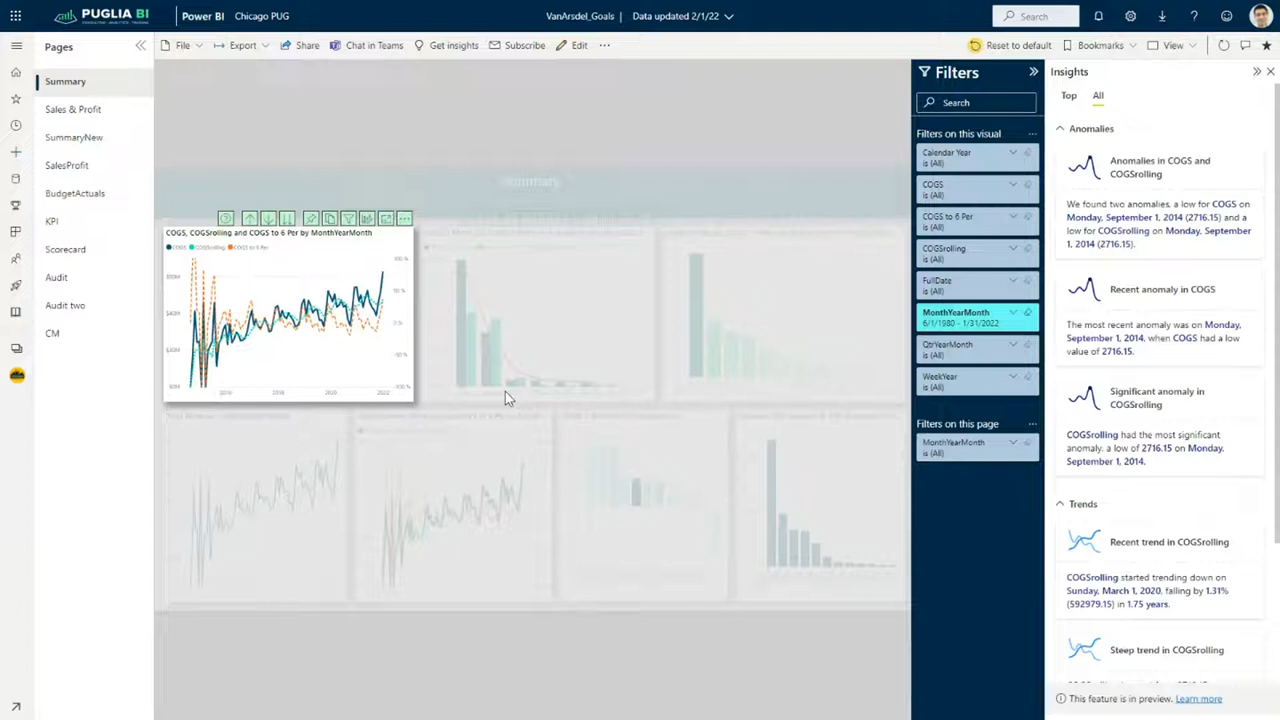 PUGLIA BI
Power BI
Chicago PUG
VanArsdel_Goals
Data updated 2/1/22
Search
Pages
File
Export
Share
Chat in Teams
Get insights
Subscribe
Edit
Reset to default
Bookmarks
View
Summary
Sales & Profit
SummaryNew
SalesProfit
BudgetActuals
KPI
Scorecard
Audit
Audit two
CM
Summary
COGS, COGSrolling and COGS to 6 Per by MonthYearMonth
COGS
COGSrolling
COGS to 6 Per
2022
Filters
Search
Filters on this visual
Calendar Year
is (All)
COGS
is (All)
COGS to 6 Per
is (All)
COGSrolling
is (All)
FullDate
is (All)
MonthYearMonth
6/1/1980 - 1/31/2022
QtrYearMonth
is (All)
WeekYear
is (All)
Filters on this page
MonthYearMonth
is (All)
Insights
Top
All
Anomalies
Anomalies in COGS and
COGSrolling
We found two anomalies, a low for COGS on
Monday, September 1, 2014 (2716.15) and a
low for COGSrolling on Monday, September
1, 2014 (2716.15).
Recent anomaly in COGS
The most recent anomaly was on Monday,
September 1, 2014, when COGS had a low
value of 2716.15.
Significant anomaly in
COGSrolling
COGSrolling had the most significant
anomaly, a low of 2716.15 on Monday,
September 1, 2014.
Trends
Recent trend in COGSrolling
COGSrolling started trending down on
Sunday, March 1, 2020, falling by 1.31%
(592979.15) in 1.75 years.
Steep trend in COGSrolling
This feature is in preview. Learn more